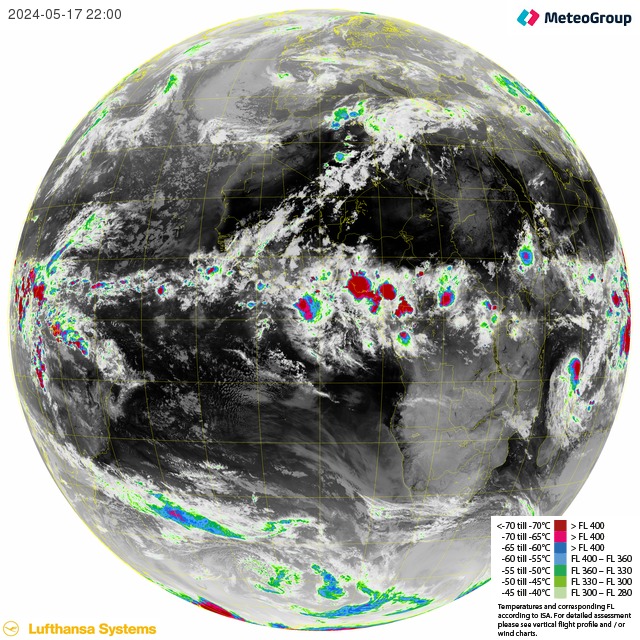 2024-05-17 22:00
MeteoGroup
<-70 till -70°C > FL 400
-70 till -65°C > FL 400
-65 till -60°C > FL 400
-60 till -55°C FL 400 – FL 360
-55 till -50°C FL 360 – FL 330
-50 till -45°C FL 330 – FL 300
-45 till -40°C FL 300 – FL 280
Temperatures and corresponding FL
according to ISA. For detailed assessment
please see vertical flight profile and / or
wind charts.
Lufthansa Systems